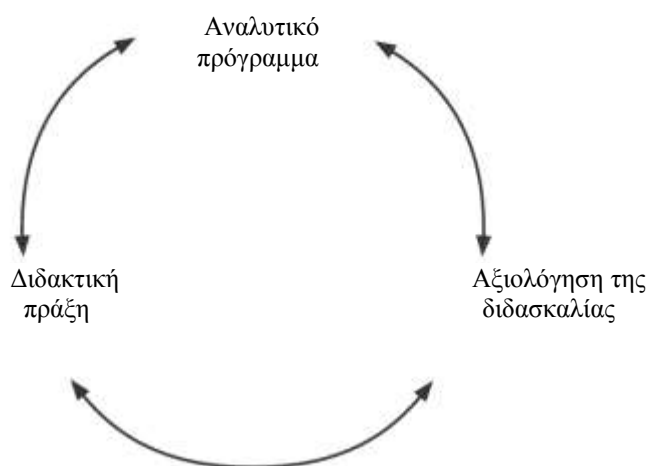 Αναλυτικό
πρόγραμμα
Διδακτική
πράξη
Αξιολόγηση της
διδασκαλίας